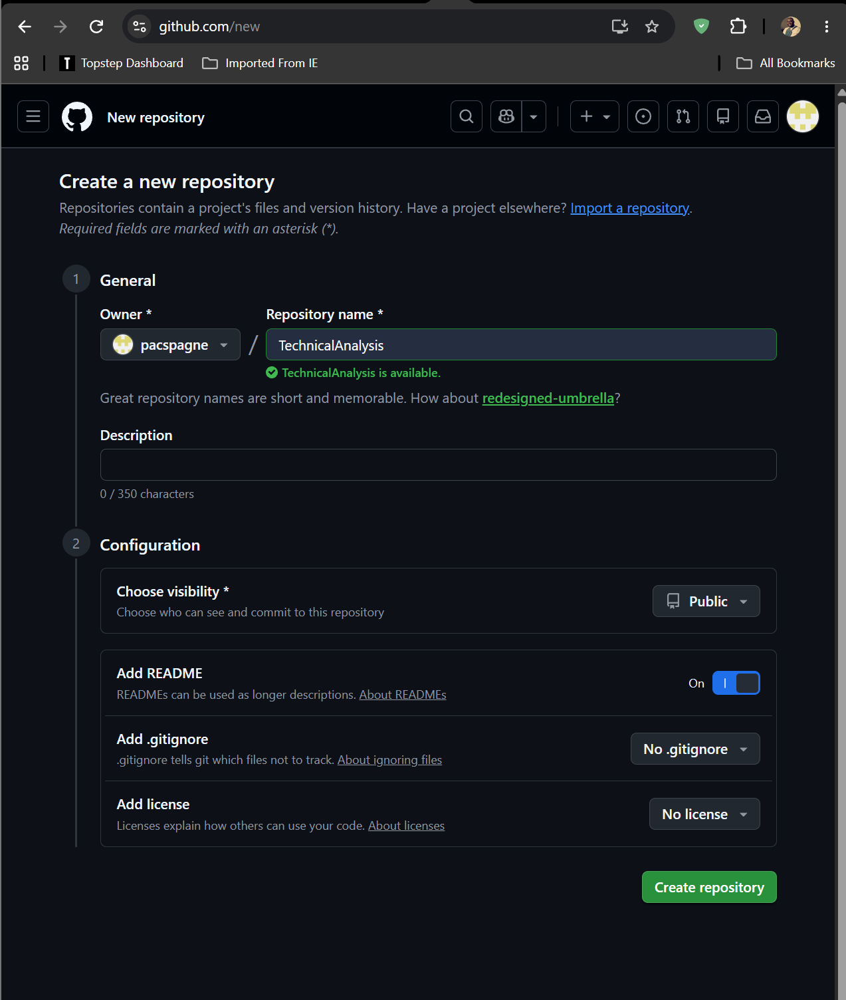 github.com/new
Topstep Dashboard
Imported From IE
All Bookmarks
New repository
Create a new repository
Repositories contain a project's files and version history. Have a project elsewhere? Import a repository.
Required fields are marked with an asterisk (*).
1
General
Owner *
Repository name *
pacspagne
/
TechnicalAnalysis
TechnicalAnalysis is available.
Great repository names are short and memorable. How about redesigned-umbrella?
Description
0 / 350 characters
2
Configuration
Choose visibility *
Choose who can see and commit to this repository
Public
Add README
READMEs can be used as longer descriptions. About READMEs
On
Add .gitignore
.gitignore tells git which files not to track. About ignoring files
No .gitignore
Add license
Licenses explain how others can use your code. About licenses
No license
Create repository